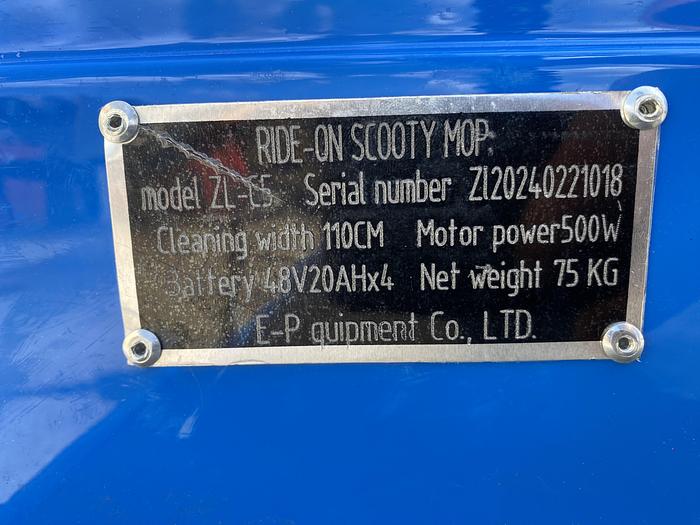 RIDE-ON SCOOTY MOP.
model ZL-C5 Serial number Zl20240221018
Cleaning width 110CM Motor power500W
Battery 48V20AHx4 Net weight 75 KG
E-P quipment Co., LTD.